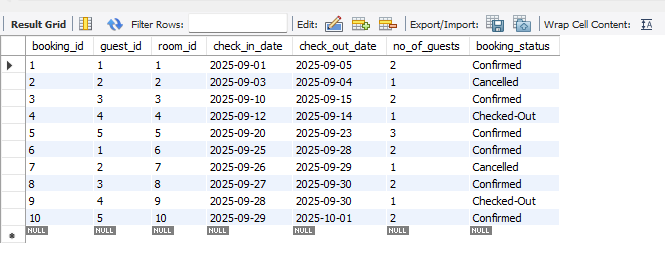 Result Grid Filter Rows: Edit: Export/Import: Wrap Cell Content:
booking_id guest_id room_id check_in_date check_out_date no_of_guests booking_status
1 1 1 2025-09-01 2025-09-05 2 Confirmed
2 2 2 2025-09-03 2025-09-04 1 Cancelled
3 3 3 2025-09-10 2025-09-15 2 Confirmed
4 4 4 2025-09-12 2025-09-14 1 Checked-Out
5 5 5 2025-09-20 2025-09-23 3 Confirmed
6 1 6 2025-09-25 2025-09-28 2 Confirmed
7 2 7 2025-09-26 2025-09-29 1 Cancelled
8 3 8 2025-09-27 2025-09-30 2 Confirmed
9 4 9 2025-09-28 2025-09-30 1 Checked-Out
10 5 10 2025-09-29 2025-10-01 2 Confirmed
NULL NULL NULL NULL NULL NULL NULL